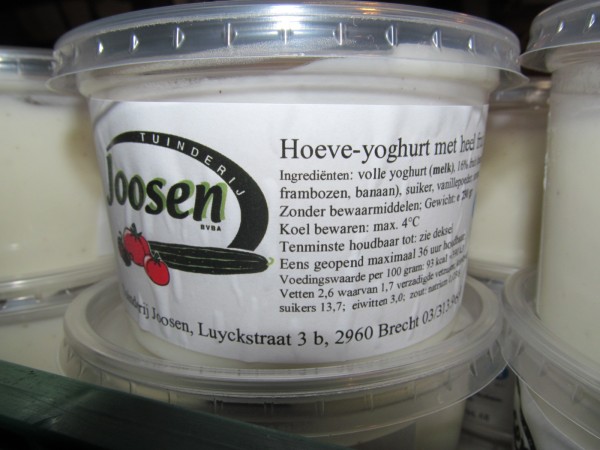 TUINDERIJ
Joosen
BVBA
Hoeve-yoghurt met heel
Ingrediënten: volle yoghurt (melk), 16%
frambozen, banaan), suiker,
Zonder bewaarmiddelen; Gewicht: e
Koel bewaren: max. 4°C
Tenminste houdbaar tot: zie deksel
Eens geopend maximaal 36 uur houdbaar
Voedingswaarde per 100 gram: 93 kcal
Vetten 2,6 waarvan 1,7 verzadigde
suikers 13,7; eiwitten 3,0; zout:
Joosen, Luyckstraat 3 b, 2960 Brecht